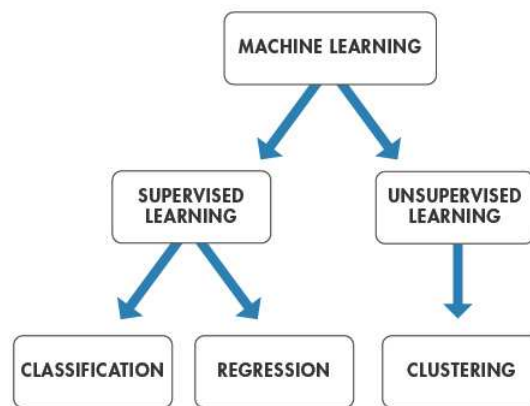 MACHINE LEARNING
SUPERVISED
LEARNING
UNSUPERVISED
LEARNING
CLASSIFICATION
REGRESSION
CLUSTERING